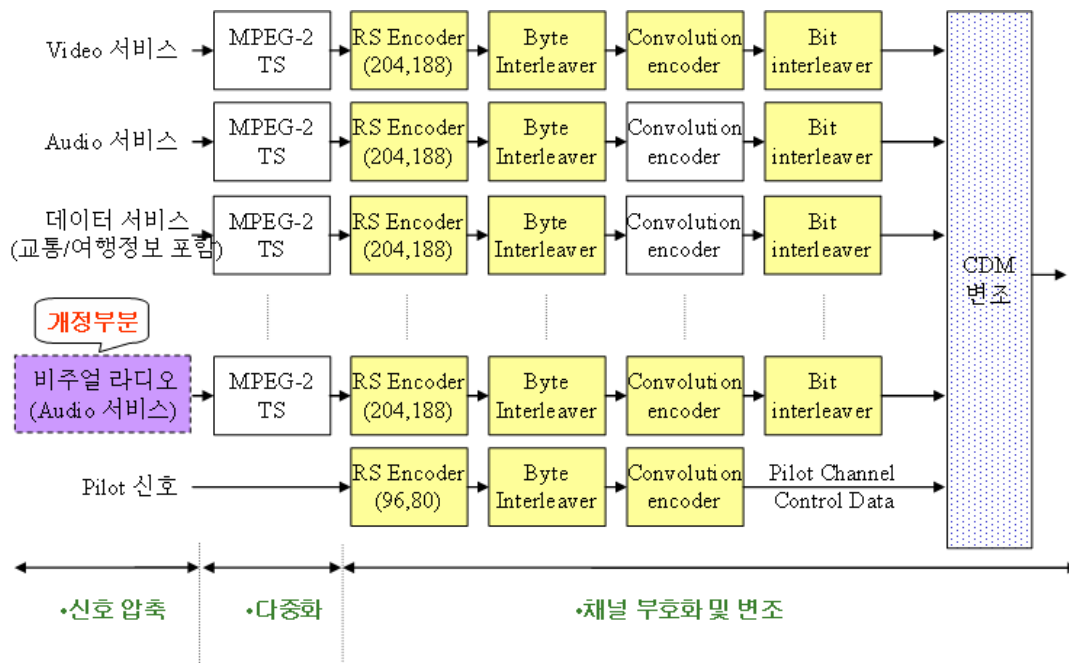 Video 서비스
MPEG-2
TS
RS Encoder
(204,188)
Byte
Interleaver
Convolution
encoder
Bit
interleaver
Audio 서비스
MPEG-2
TS
RS Encoder
(204,188)
Byte
Interleaver
Convolution
encoder
Bit
interleaver
데이터 서비스
(교통/여행정보 포함)
MPEG-2
TS
RS Encoder
(204,188)
Byte
Interleaver
Convolution
encoder
Bit
interleaver
CDM
변조
개정부분
비주얼 라디오
(Audio 서비스)
MPEG-2
TS
RS Encoder
(204,188)
Byte
Interleaver
Convolution
encoder
Bit
interleaver
Pilot 신호
RS Encoder
(96,80)
Byte
Interleaver
Convolution
encoder
Pilot Channel
Control Data
•신호 압축
•다중화
•채널 부호화 및 변조